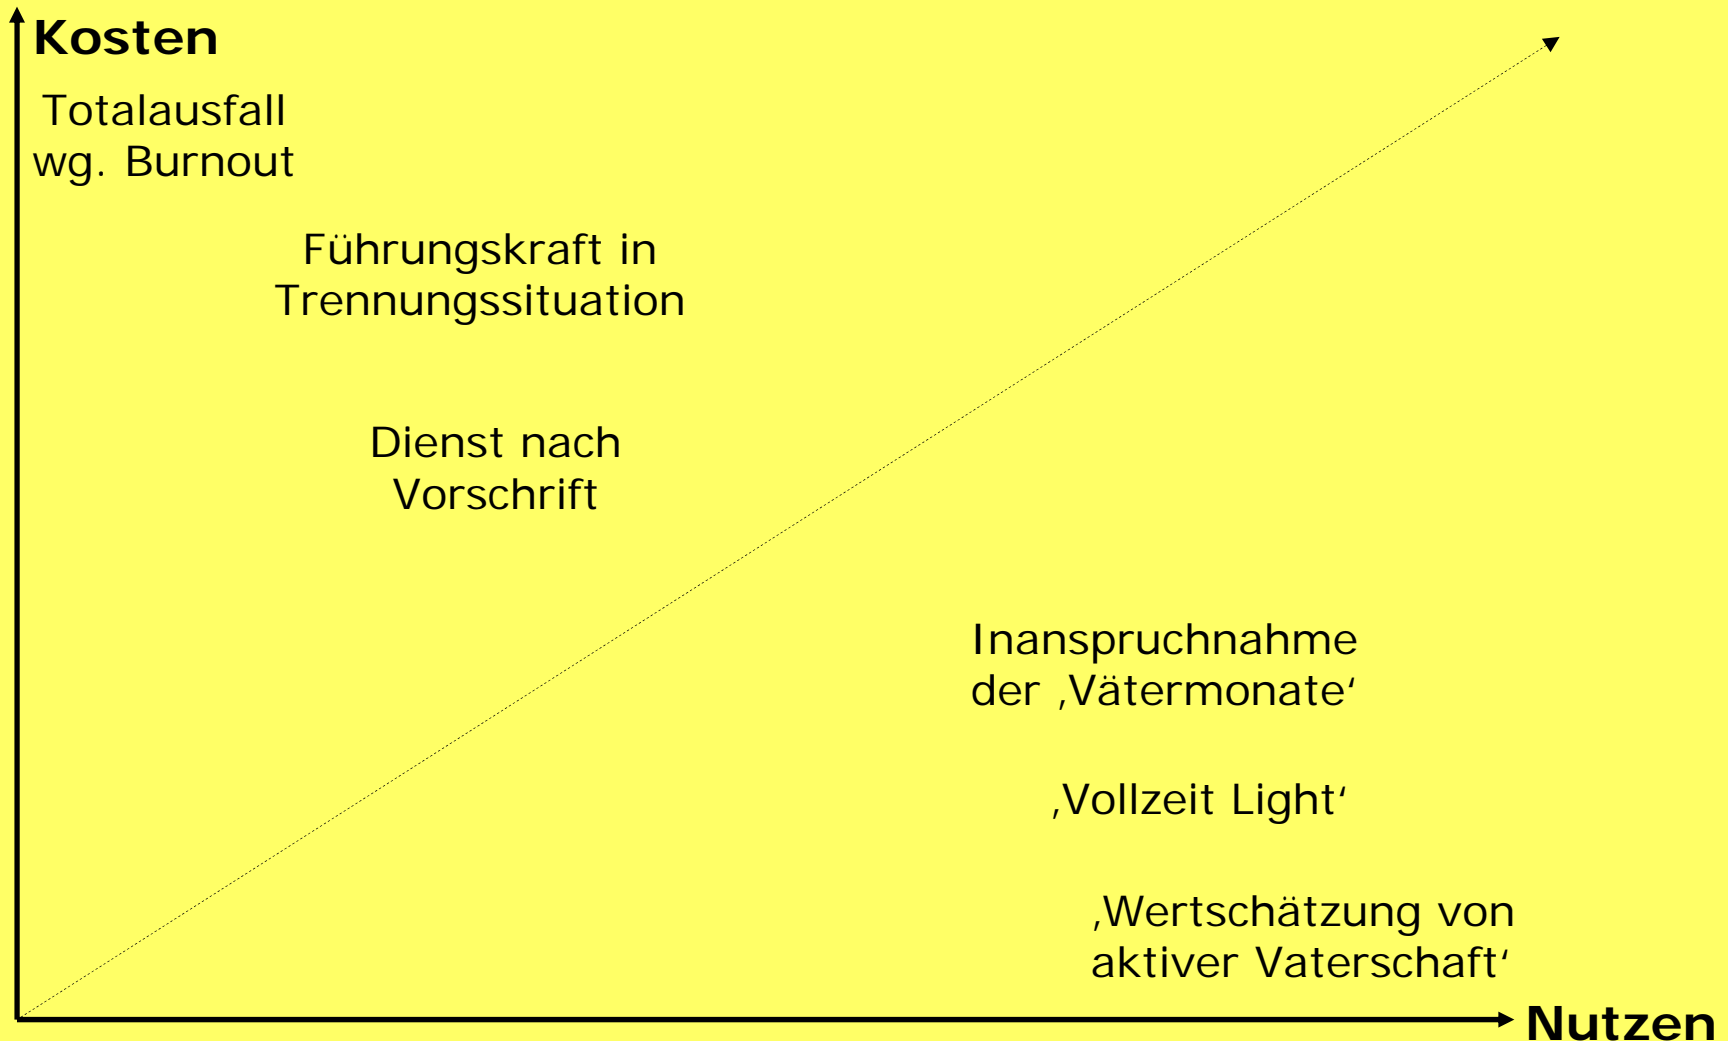 Kosten
Totalausfall
wg. Burnout
Führungskraft in
Trennungssituation
Dienst nach
Vorschrift
Inanspruchnahme
der ‚Vätermonate‘
‚Vollzeit Light‘
‚Wertschätzung von
aktiver Vaterschaft‘
Nutzen